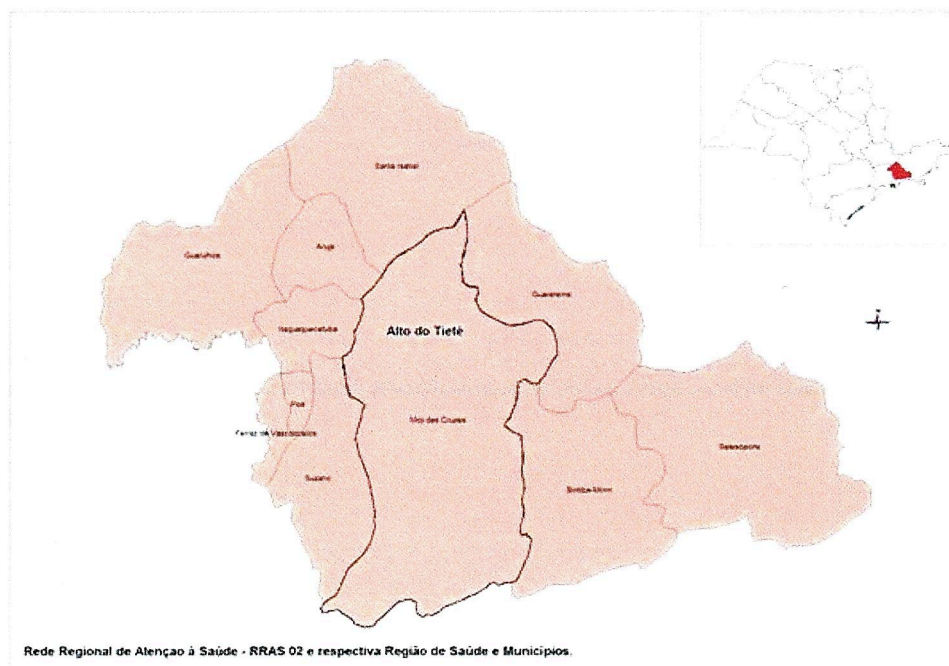 Santa Isabel
Guarulhos
Arujá
Guararema
Itaquaquecetuba
Alto do Tietê
Poá
Mogi das Cruzes
Ferraz de Vasconcelos
Salesópolis
Suzano
Biritiba-Mirim
Rede Regional de Atençao à Saúde - RRAS 02 e respectiva Região de Saúde e Municípios.